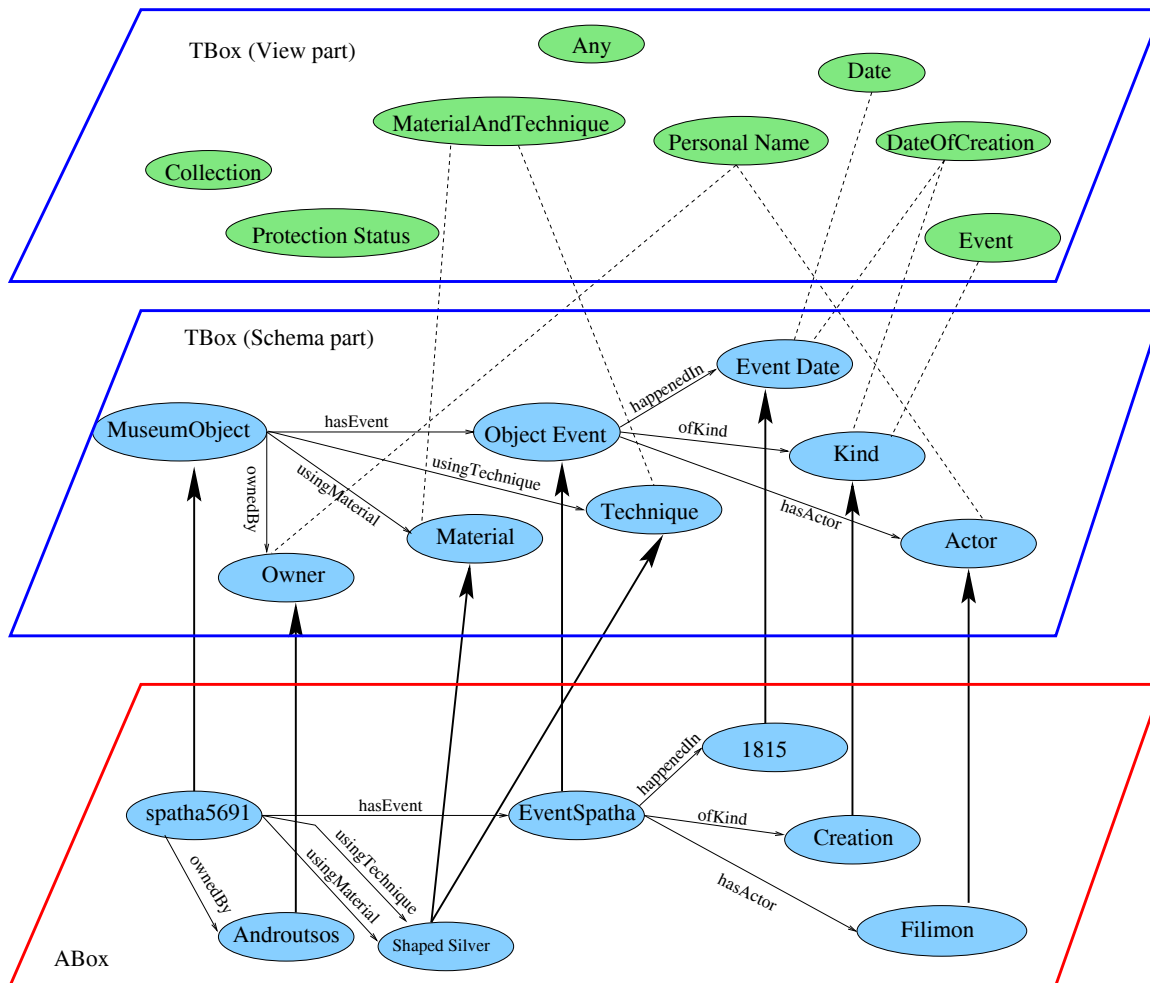 TBox (View part)
Any
Date
MaterialAndTechnique
Personal Name
DateOfCreation
Collection
Protection Status
Event
TBox (Schema part)
Event Date
happenedIn
MuseumObject
hasEvent
Object Event
ofKind
Kind
ownedBy
usingMaterial
usingTechnique
hasActor
Technique
Material
Actor
Owner
1815
happenedIn
spatha5691
hasEvent
EventSpatha
ofKind
Creation
ownedBy
usingMaterial
usingTechnique
hasActor
Androutsos
Shaped Silver
Filimon
ABox